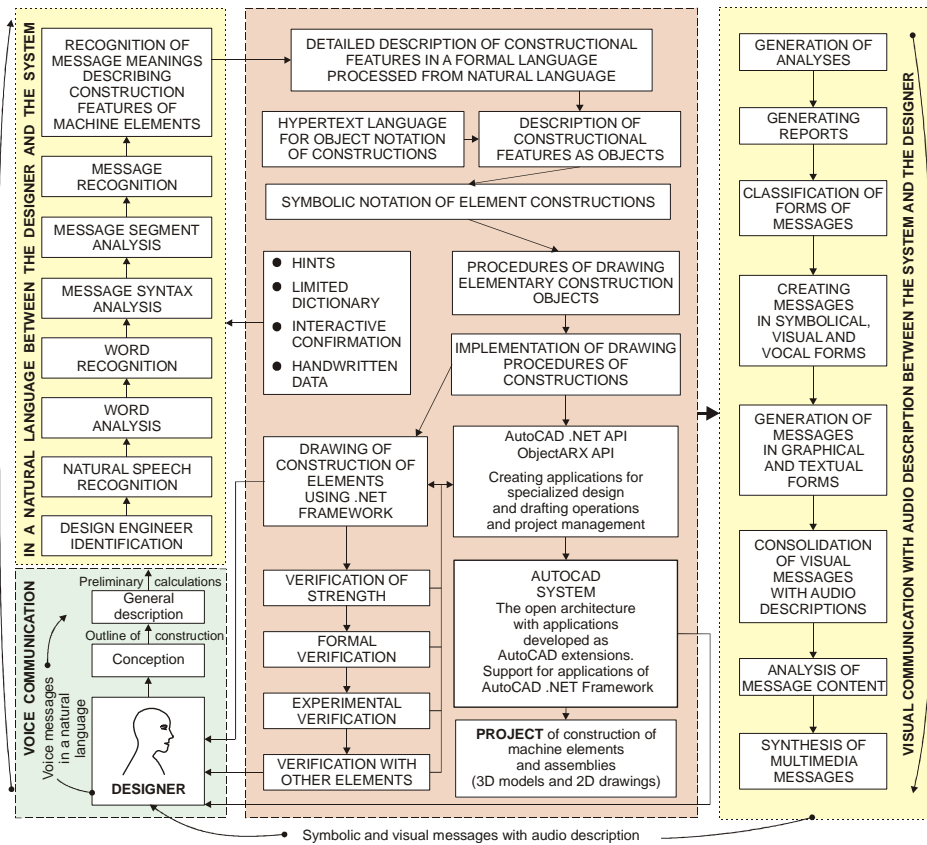 IN A NATURAL LANGUAGE BETWEEN THE DESIGNER AND THE SYSTEM
RECOGNITION OF
MESSAGE MEANINGS
DESCRIBING
CONSTRUCTION
FEATURES OF
MACHINE ELEMENTS
MESSAGE
RECOGNITION
MESSAGE SEGMENT
ANALYSIS
MESSAGE SYNTAX
ANALYSIS
WORD
RECOGNITION
WORD
ANALYSIS
NATURAL SPEECH
RECOGNITION
DESIGN ENGINEER
IDENTIFICATION
VOICE COMMUNICATION
Preliminary calculations
General
description
Outline of construction
Conception
Voice messages
in a natural
language
DESIGNER
DETAILED DESCRIPTION OF CONSTRUCTIONAL
FEATURES IN A FORMAL LANGUAGE
PROCESSED FROM NATURAL LANGUAGE
HYPERTEXT LANGUAGE
FOR OBJECT NOTATION
OF CONSTRUCTIONS
DESCRIPTION OF
CONSTRUCTIONAL
FEATURES AS OBJECTS
SYMBOLIC NOTATION OF ELEMENT CONSTRUCTIONS
● HINTS
● LIMITED
DICTIONARY
● INTERACTIVE
CONFIRMATION
● HANDWRITTEN
DATA
PROCEDURES OF DRAWING
ELEMENTARY CONSTRUCTION
OBJECTS
IMPLEMENTATION OF DRAWING
PROCEDURES OF
CONSTRUCTIONS
DRAWING OF
CONSTRUCTION OF
ELEMENTS
USING .NET
FRAMEWORK
AutoCAD .NET API
ObjectARX API
Creating applications for
specialized design
and drafting operations
and project management
VERIFICATION OF
STRENGTH
FORMAL
VERIFICATION
EXPERIMENTAL
VERIFICATION
VERIFICATION WITH
OTHER ELEMENTS
AUTOCAD
SYSTEM
The open architecture
with applications
developed as
AutoCAD extensions.
Support for applications of
AutoCAD .NET Framework
PROJECT of construction of
machine elements
and assemblies
(3D models and 2D drawings)
GENERATION OF
ANALYSES
GENERATING
REPORTS
CLASSIFICATION OF
FORMS OF
MESSAGES
CREATING
MESSAGES
IN SYMBOLICAL,
VISUAL AND
VOCAL FORMS
GENERATION OF
MESSAGES
IN GRAPHICAL
AND TEXTUAL
FORMS
CONSOLIDATION
OF VISUAL
MESSAGES
WITH AUDIO
DESCRIPTIONS
ANALYSIS OF
MESSAGE CONTENT
SYNTHESIS OF
MULTIMEDIA
MESSAGES
VISUAL COMMUNICATION WITH AUDIO DESCRIPTION BETWEEN THE SYSTEM AND THE DESIGNER
Symbolic and visual messages with audio description